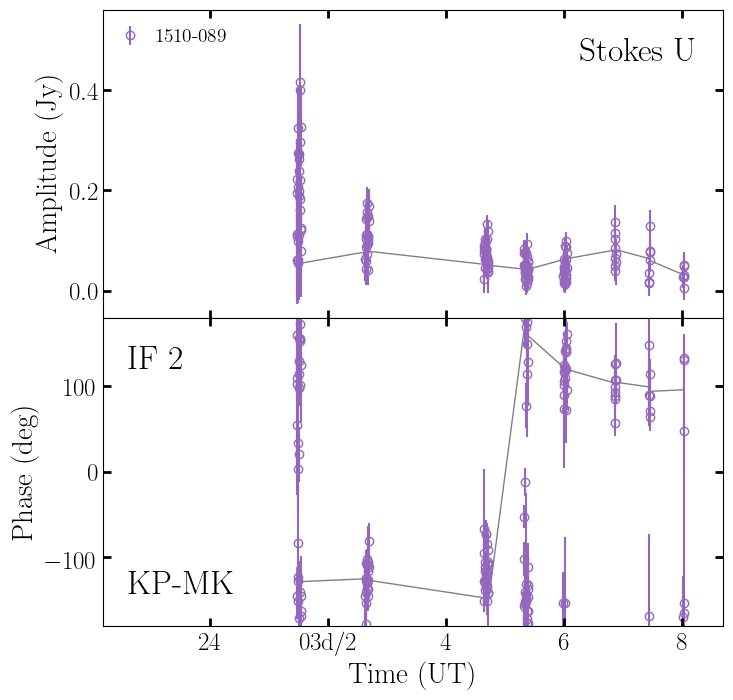 1510-089
Stokes U
Amplitude (Jy)
0.4
0.2
0.0
IF 2
Phase (deg)
100
0
−100
KP-MK
24 03d/2 4 6 8
Time (UT)